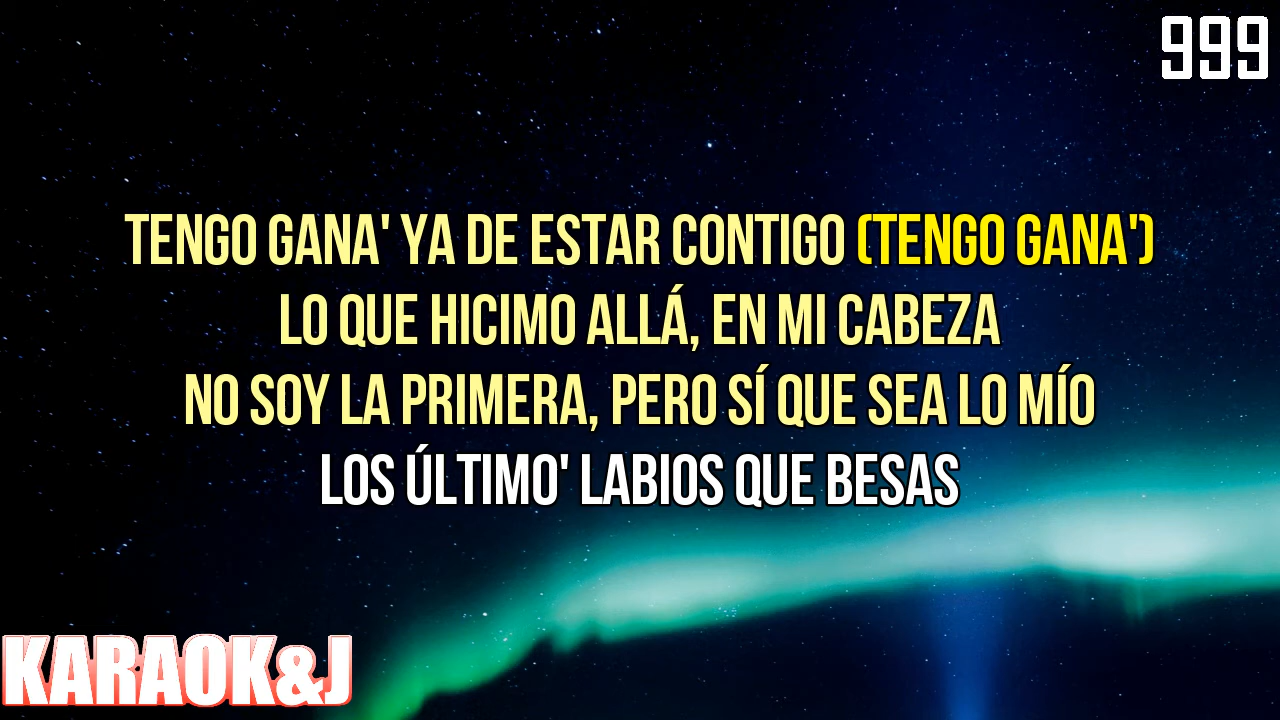 999
TENGO GANA' YA DE ESTAR CONTIGO (TENGO GANA')
LO QUE HICIMO ALLÁ, EN MI CABEZA
NO SOY LA PRIMERA, PERO SÍ QUE SEA LO MÍO
LOS ÚLTIMO' LABIOS QUE BESAS
KARAOK&J